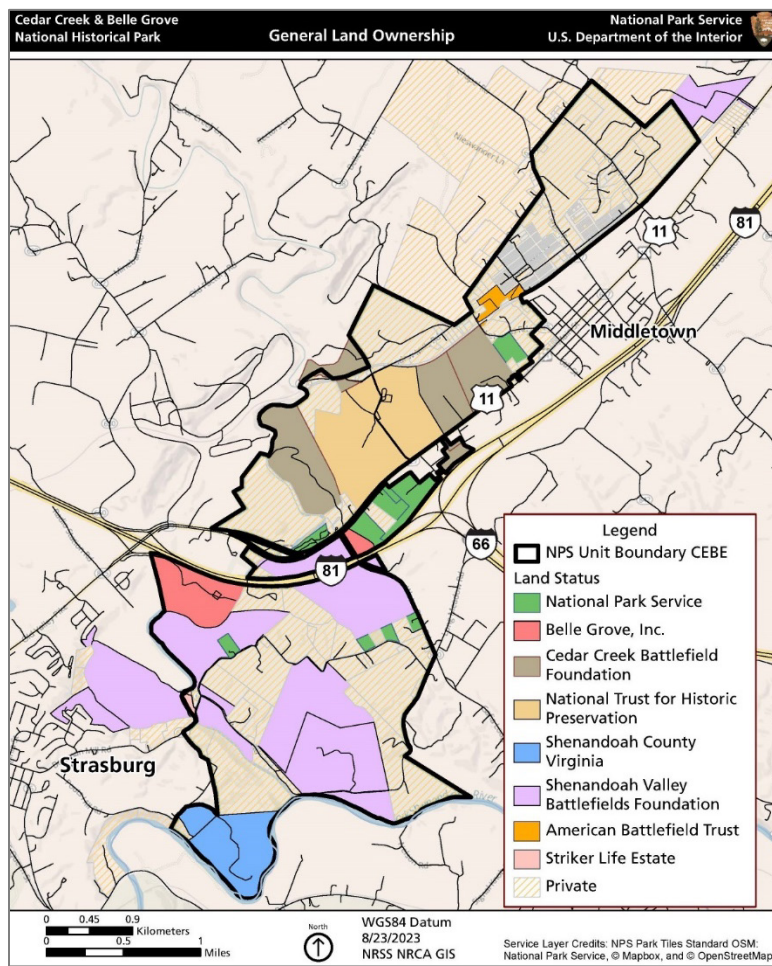 Cedar Creek & Belle Grove
National Historical Park
General Land Ownership
National Park Service
U.S. Department of the Interior
Nieswander Ln
11
81
Middletown
11
66
81
Strasburg
River
Legend
NPS Unit Boundary CEBE
Land Status
National Park Service
Belle Grove, Inc.
Cedar Creek Battlefield
Foundation
National Trust for Historic
Preservation
Shenandoah County
Virginia
Shenandoah Valley
Battlefields Foundation
American Battlefield Trust
Striker Life Estate
Private
0 0.45 0.9
Kilometers
0 0.5 1
Miles
North
WGS84 Datum
8/23/2023
NRSS NRCA GIS
Service Layer Credits: NPS Park Tiles Standard OSM:
National Park Service, © Mapbox, and © OpenStreetMap